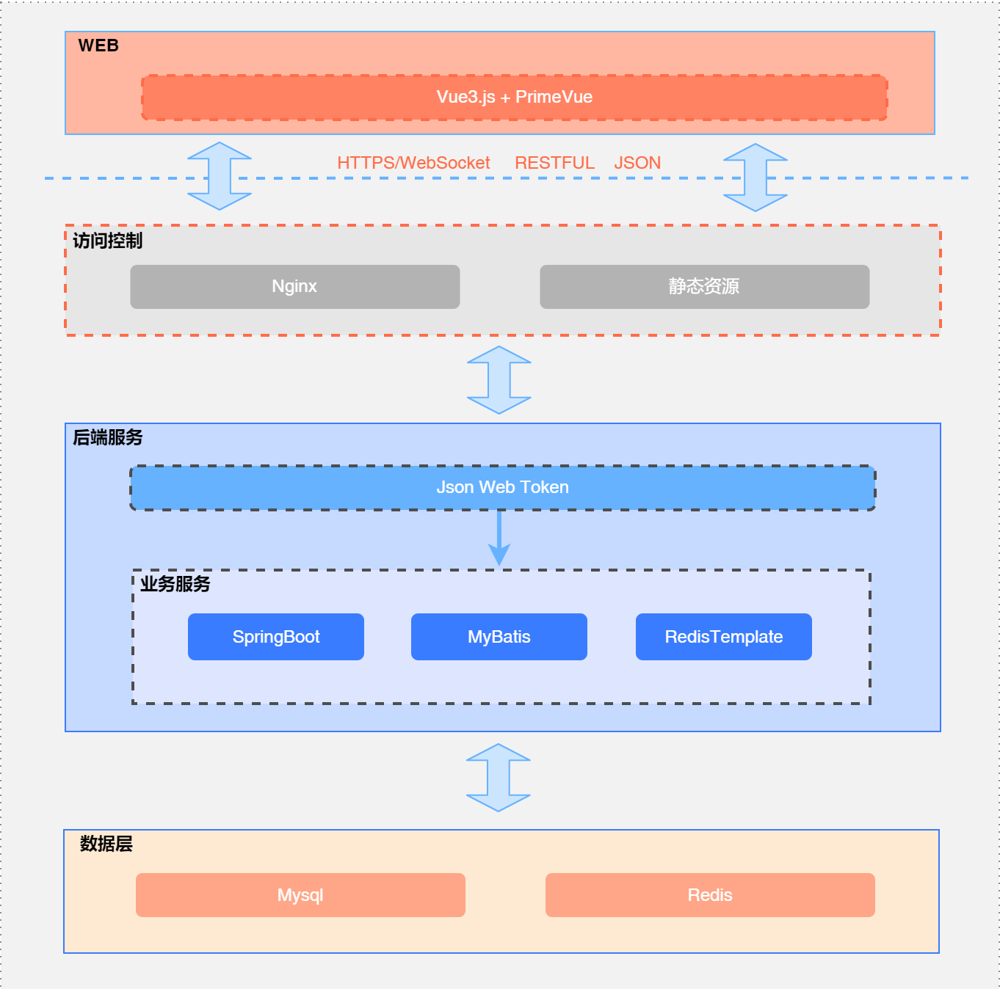 WEB
Vue3.js + PrimeVue
HTTPS/WebSocket RESTFUL JSON
访问控制
Nginx 静态资源
后端服务
Json Web Token
业务服务
SpringBoot MyBatis RedisTemplate
数据层
Mysql Redis